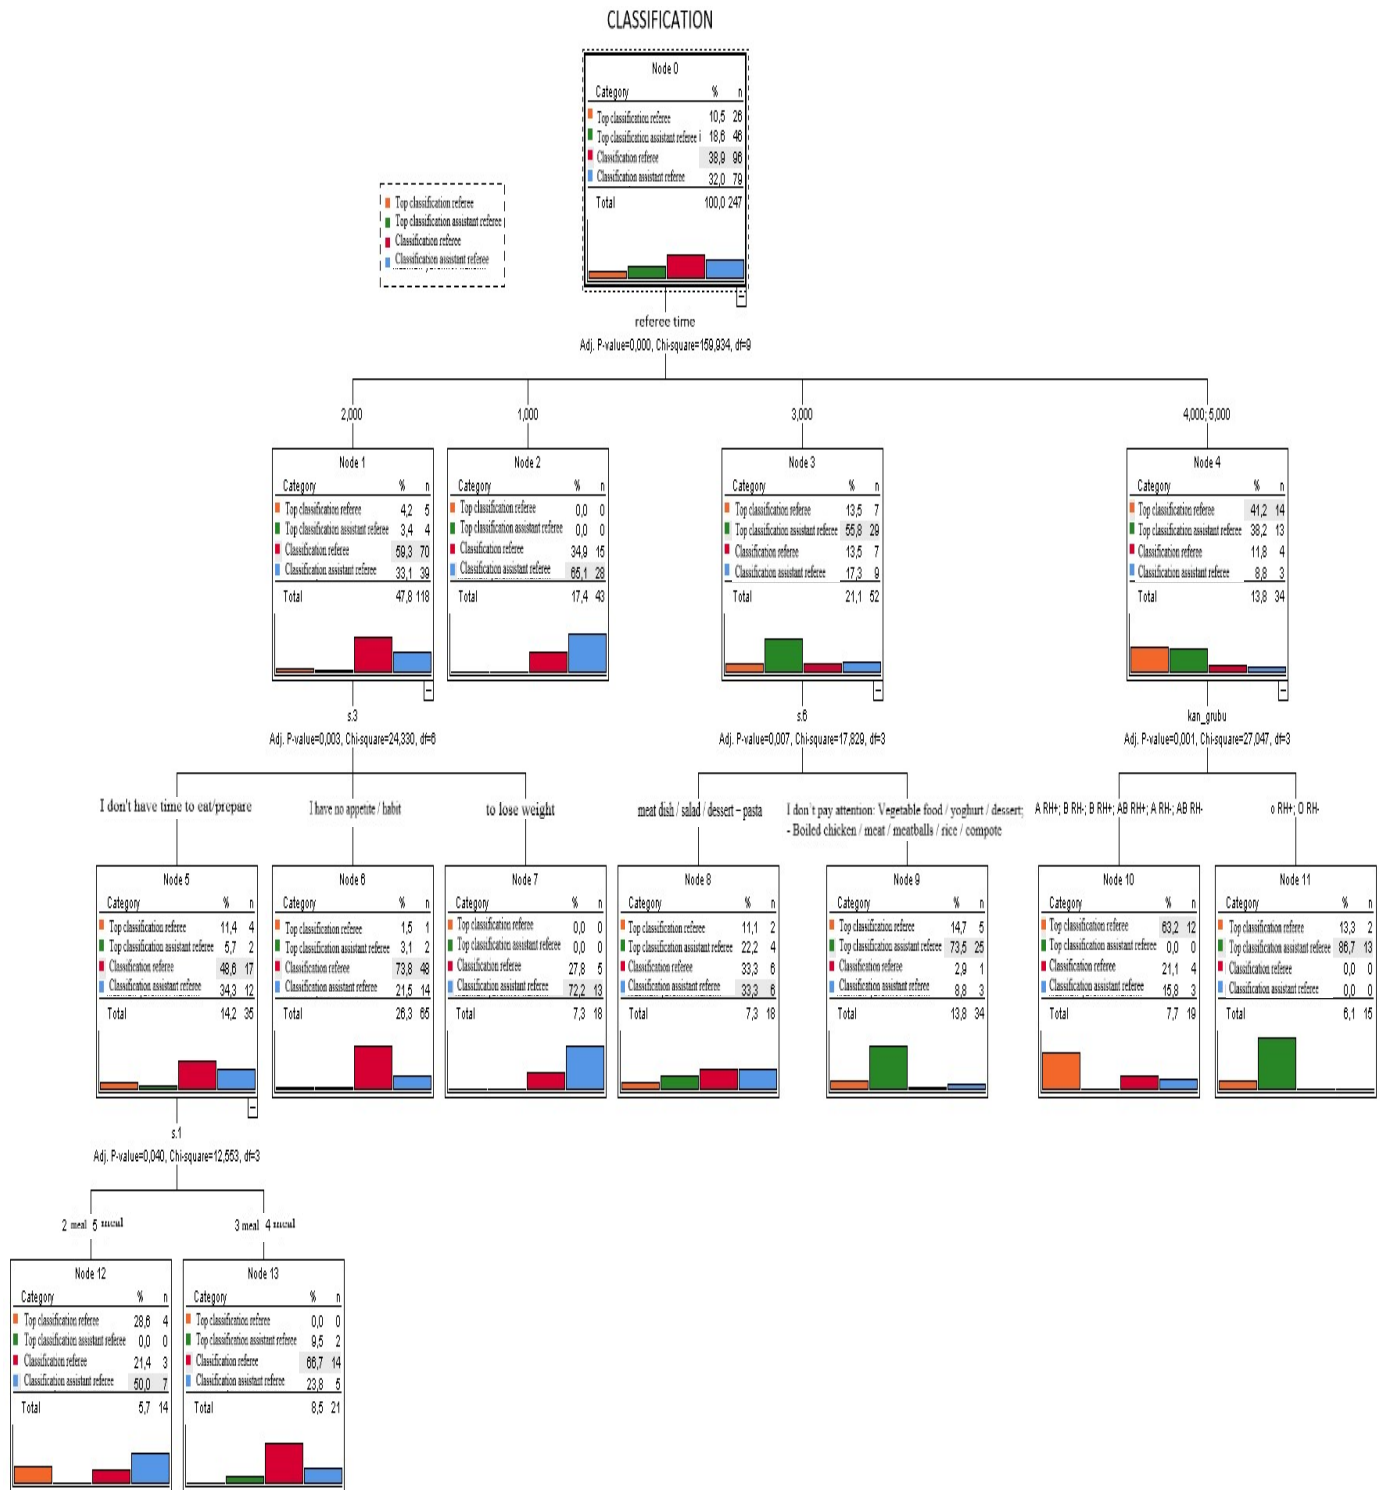 CLASSIFICATION
Node 0
Category % n
Top classification referee 10,5 26
Top classification assistant referee i 18,6 46
Classification referee 38,9 96
Classification assistant referee 32,0 79
Total 100,0 247
Top classification referee
Top classification assistant referee
Classification referee
Classification assistant referee
referee time
Adj. P-value=0,000, Chi-square=159,934, df=9
2,000
1,000
3,000
4,000; 5,000
Node 1
Category % n
Top classification referee 4,2 5
Top classification assistant referee 3,4 4
Classification referee 59,3 70
Classification assistant referee 33,1 39
Total 47,8 118
Node 2
Category % n
Top classification referee 0,0 0
Top classification assistant referee 0,0 0
Classification referee 34,9 15
Classification assistant referee 65,1 28
Total 17,4 43
Node 3
Category % n
Top classification referee 13,5 7
Top classification assistant referee 55,8 29
Classification referee 13,5 7
Classification assistant referee 17,3 9
Total 21,1 52
Node 4
Category % n
Top classification referee 41,2 14
Top classification assistant referee 38,2 13
Classification referee 11,8 4
Classification assistant referee 8,8 3
Total 13,8 34
s.3
Adj. P-value=0,003, Chi-square=24,330, df=6
s.6
Adj. P-value=0,007, Chi-square=17,829, df=3
kan_grubu
Adj. P-value=0,001, Chi-square=27,047, df=3
I don't have time to eat/prepare
I have no appetite / habit
to lose weight
meat dish / salad / dessert – pasta
I don't pay attention: Vegetable food / yoghurt / dessert;
- Boiled chicken / meat / meatballs / rice / compote
A RH+; B RH-; B RH+; AB RH+; A RH-; AB RH-
o RH+; O RH-
Node 5
Category % n
Top classification referee 11,4 4
Top classification assistant referee 5,7 2
Classification referee 48,6 17
Classification assistant referee 34,3 12
Total 14,2 35
Node 6
Category % n
Top classification referee 1,5 1
Top classification assistant referee 3,1 2
Classification referee 73,8 48
Classification assistant referee 21,5 14
Total 26,3 65
Node 7
Category % n
Top classification referee 0,0 0
Top classification assistant referee 0,0 0
Classification referee 27,8 5
Classification assistant referee 72,2 13
Total 7,3 18
Node 8
Category % n
Top classification referee 11,1 2
Top classification assistant referee 22,2 4
Classification referee 33,3 6
Classification assistant referee 33,3 6
Total 7,3 18
Node 9
Category % n
Top classification referee 14,7 5
Top classification assistant referee 73,5 25
Classification referee 2,9 1
Classification assistant referee 8,8 3
Total 13,8 34
Node 10
Category % n
Top classification referee 63,2 12
Top classification assistant referee 0,0 0
Classification referee 21,1 4
Classification assistant referee 15,8 3
Total 7,7 19
Node 11
Category % n
Top classification referee 13,3 2
Top classification assistant referee 86,7 13
Classification referee 0,0 0
Classification assistant referee 0,0 0
Total 6,1 15
s.1
Adj. P-value=0,040, Chi-square=12,553, df=3
2 meal 5 meal
3 meal 4 meal
Node 12
Category % n
Top classification referee 28,6 4
Top classification assistant referee 0,0 0
Classification referee 21,4 3
Classification assistant referee 50,0 7
Total 5,7 14
Node 13
Category % n
Top classification referee 0,0 0
Top classification assistant referee 9,5 2
Classification referee 66,7 14
Classification assistant referee 23,8 5
Total 8,5 21